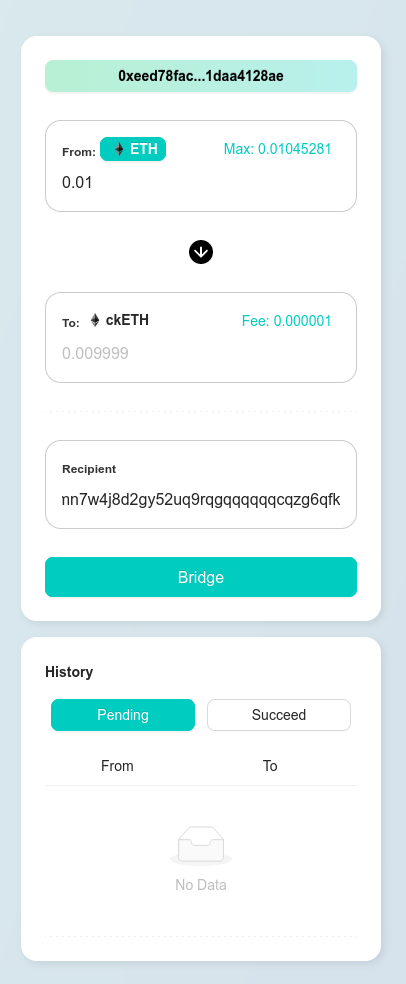 0xeed78fac...1daa4128ae
From: ETH Max: 0.01045281
0.01
To: ckETH Fee: 0.000001
0.009999
Recipient
nn7w4j8d2gy52uq9rqgqqqqqqcqzg6qfk
Bridge
History
Pending Succeed
From To
No Data